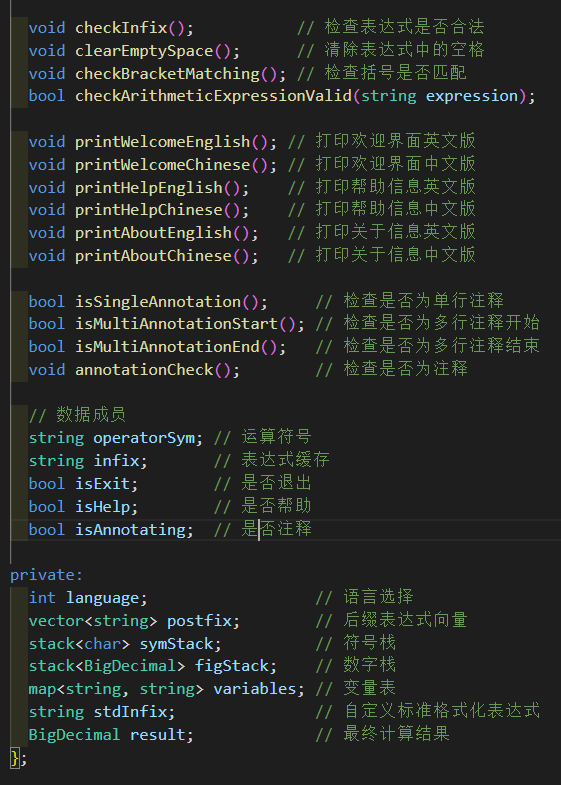 void checkInfix();           // 检查表达式是否合法
void clearEmptySpace();      // 清除表达式中的空格
void checkBracketMatching(); // 检查括号是否匹配
bool checkArithmeticExpressionValid(string expression);
void printWelcomeEnglish(); // 打印欢迎界面英文版
void printWelcomeChinese(); // 打印欢迎界面中文版
void printHelpEnglish();    // 打印帮助信息英文版
void printHelpChinese();    // 打印帮助信息中文版
void printAboutEnglish();   // 打印关于信息英文版
void printAboutChinese();   // 打印关于信息中文版
bool isSingleAnnotation();     // 检查是否为单行注释
bool isMultiAnnotationStart(); // 检查是否为多行注释开始
bool isMultiAnnotationEnd();   // 检查是否为多行注释结束
void annotationCheck();        // 检查是否为注释
// 数据成员
string operatorSym; // 运算符号
string infix;       // 表达式缓存
bool isExit;        // 是否退出
bool isHelp;        // 是否帮助
bool isAnnotating;  // 是否注释
private:
int language;                  // 语言选择
vector<string> postfix;        // 后缀表达式向量
stack<char> symStack;          // 符号栈
stack<BigDecimal> figStack;    // 数字栈
map<string, string> variables; // 变量表
string stdInfix;               // 自定义标准格式化表达式
BigDecimal result;             // 最终计算结果
};